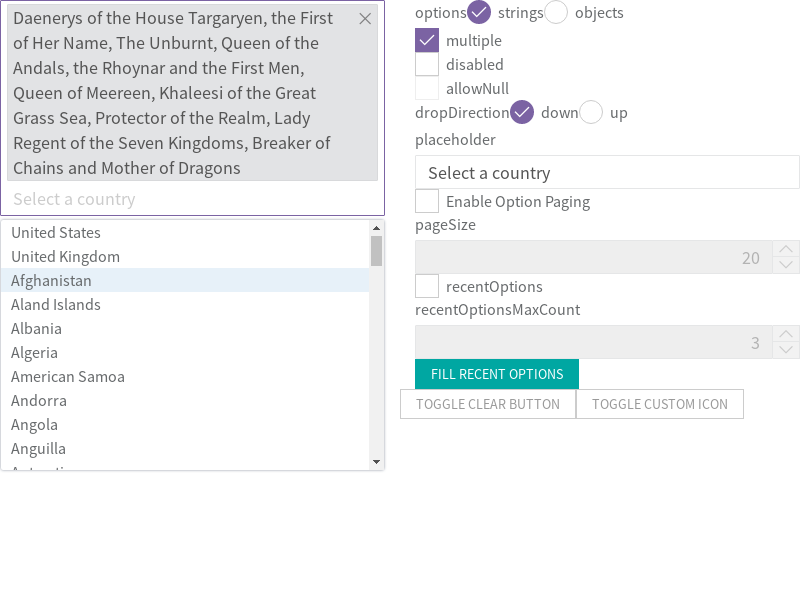 Daenerys of the House Targaryen, the First
of Her Name, The Unburnt, Queen of the
Andals, the Rhoynar and the First Men,
Queen of Meereen, Khaleesi of the Great
Grass Sea, Protector of the Realm, Lady
Regent of the Seven Kingdoms, Breaker of
Chains and Mother of Dragons
Select a country
United States
United Kingdom
Afghanistan
Aland Islands
Albania
Algeria
American Samoa
Andorra
Angola
Anguilla
options strings objects
multiple
disabled
allowNull
dropDirection down up
placeholder
Select a country
Enable Option Paging
pageSize
20
recentOptions
recentOptionsMaxCount
3
FILL RECENT OPTIONS
TOGGLE CLEAR BUTTON TOGGLE CUSTOM ICON